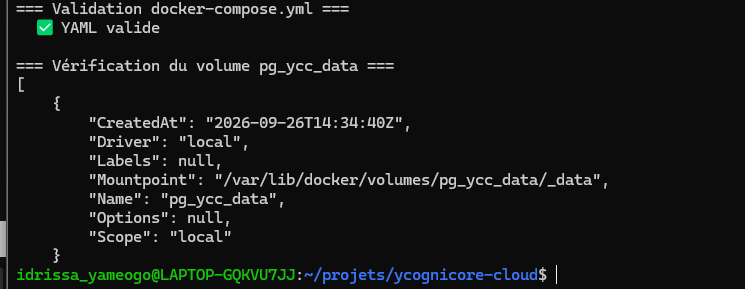 === Validation docker-compose.yml ===
✅ YAML valide
=== Vérification du volume pg_ycc_data ===
[
    {
        "CreatedAt": "2026-09-26T14:34:40Z",
        "Driver": "local",
        "Labels": null,
        "Mountpoint": "/var/lib/docker/volumes/pg_ycc_data/_data",
        "Name": "pg_ycc_data",
        "Options": null,
        "Scope": "local"
    }
idrissa_yameogo@LAPTOP-GQKVU7JJ:~/projets/ycognicore-cloud$